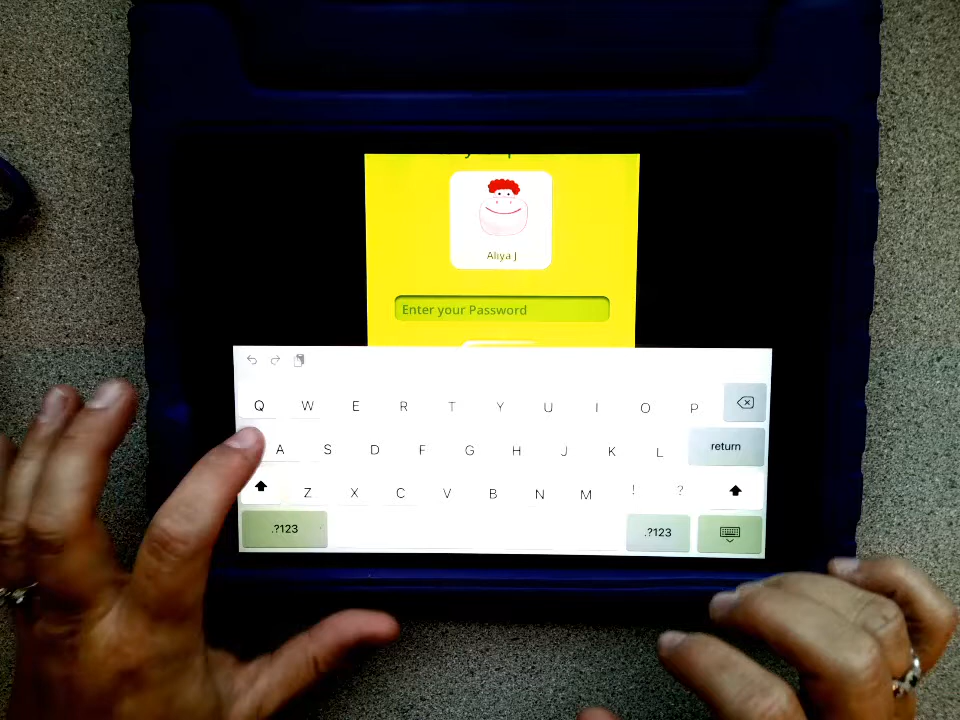 Aliya J
Enter your Password
Q W E R T Y U I O P
A S D F G H J K L return
Z X C V B N M ! ?
.?123 .?123